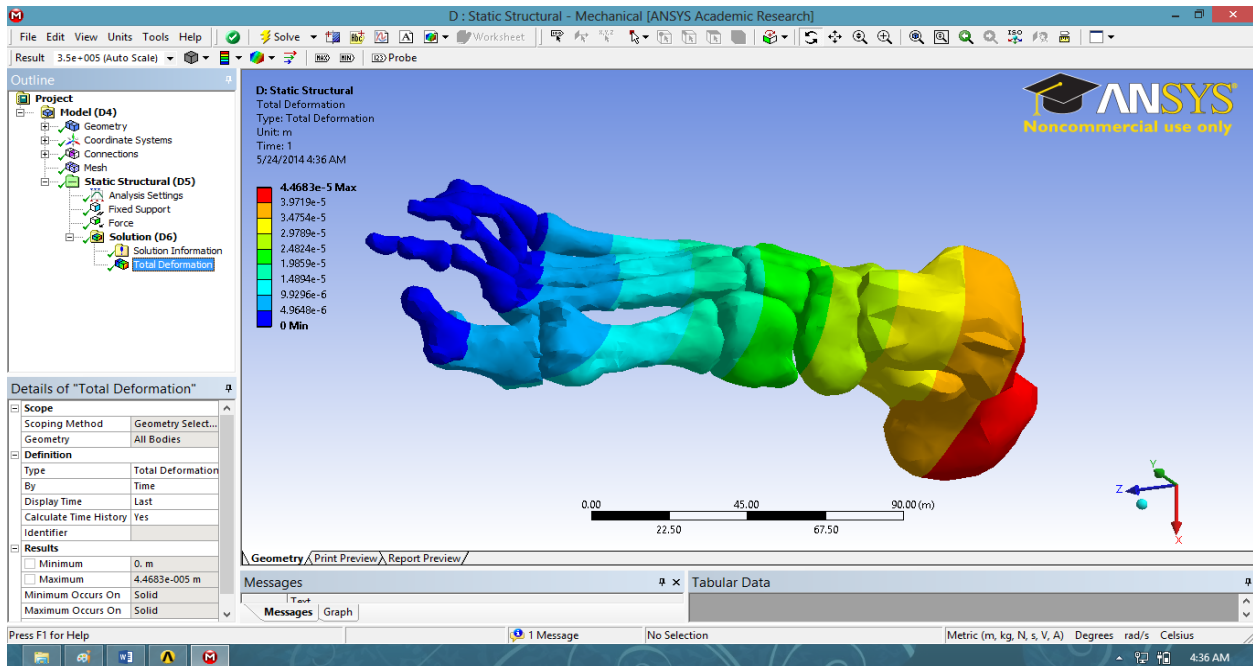 D : Static Structural - Mechanical [ANSYS Academic Research]
File Edit View Units Tools Help Solve Worksheet
Result 3.5e+005 (Auto Scale) MAX MIN Probe
Outline
Project
Model (D4)
Geometry
Coordinate Systems
Connections
Mesh
Static Structural (D5)
Analysis Settings
Fixed Support
Force
Solution (D6)
Solution Information
Total Deformation
Details of "Total Deformation"
Scope
Scoping Method Geometry Select...
Geometry All Bodies
Definition
Type Total Deformation
By Time
Display Time Last
Calculate Time History Yes
Identifier
Results
Minimum 0. m
Maximum 4.4683e-005 m
Minimum Occurs On Solid
Maximum Occurs On Solid
D: Static Structural
Total Deformation
Type: Total Deformation
Unit: m
Time: 1
5/24/2014 4:36 AM
4.4683e-5 Max
3.9719e-5
3.4754e-5
2.9789e-5
2.4824e-5
1.9859e-5
1.4894e-5
9.9296e-6
4.9648e-6
0 Min
ANSYS
Noncommercial use only
0.00 45.00 90.00 (m)
22.50 67.50
Y
Z
X
Geometry Print Preview Report Preview
Messages
Text
Messages Graph
Tabular Data
Press F1 for Help 1 Message No Selection Metric (m, kg, N, s, V, A) Degrees rad/s Celsius
4:36 AM